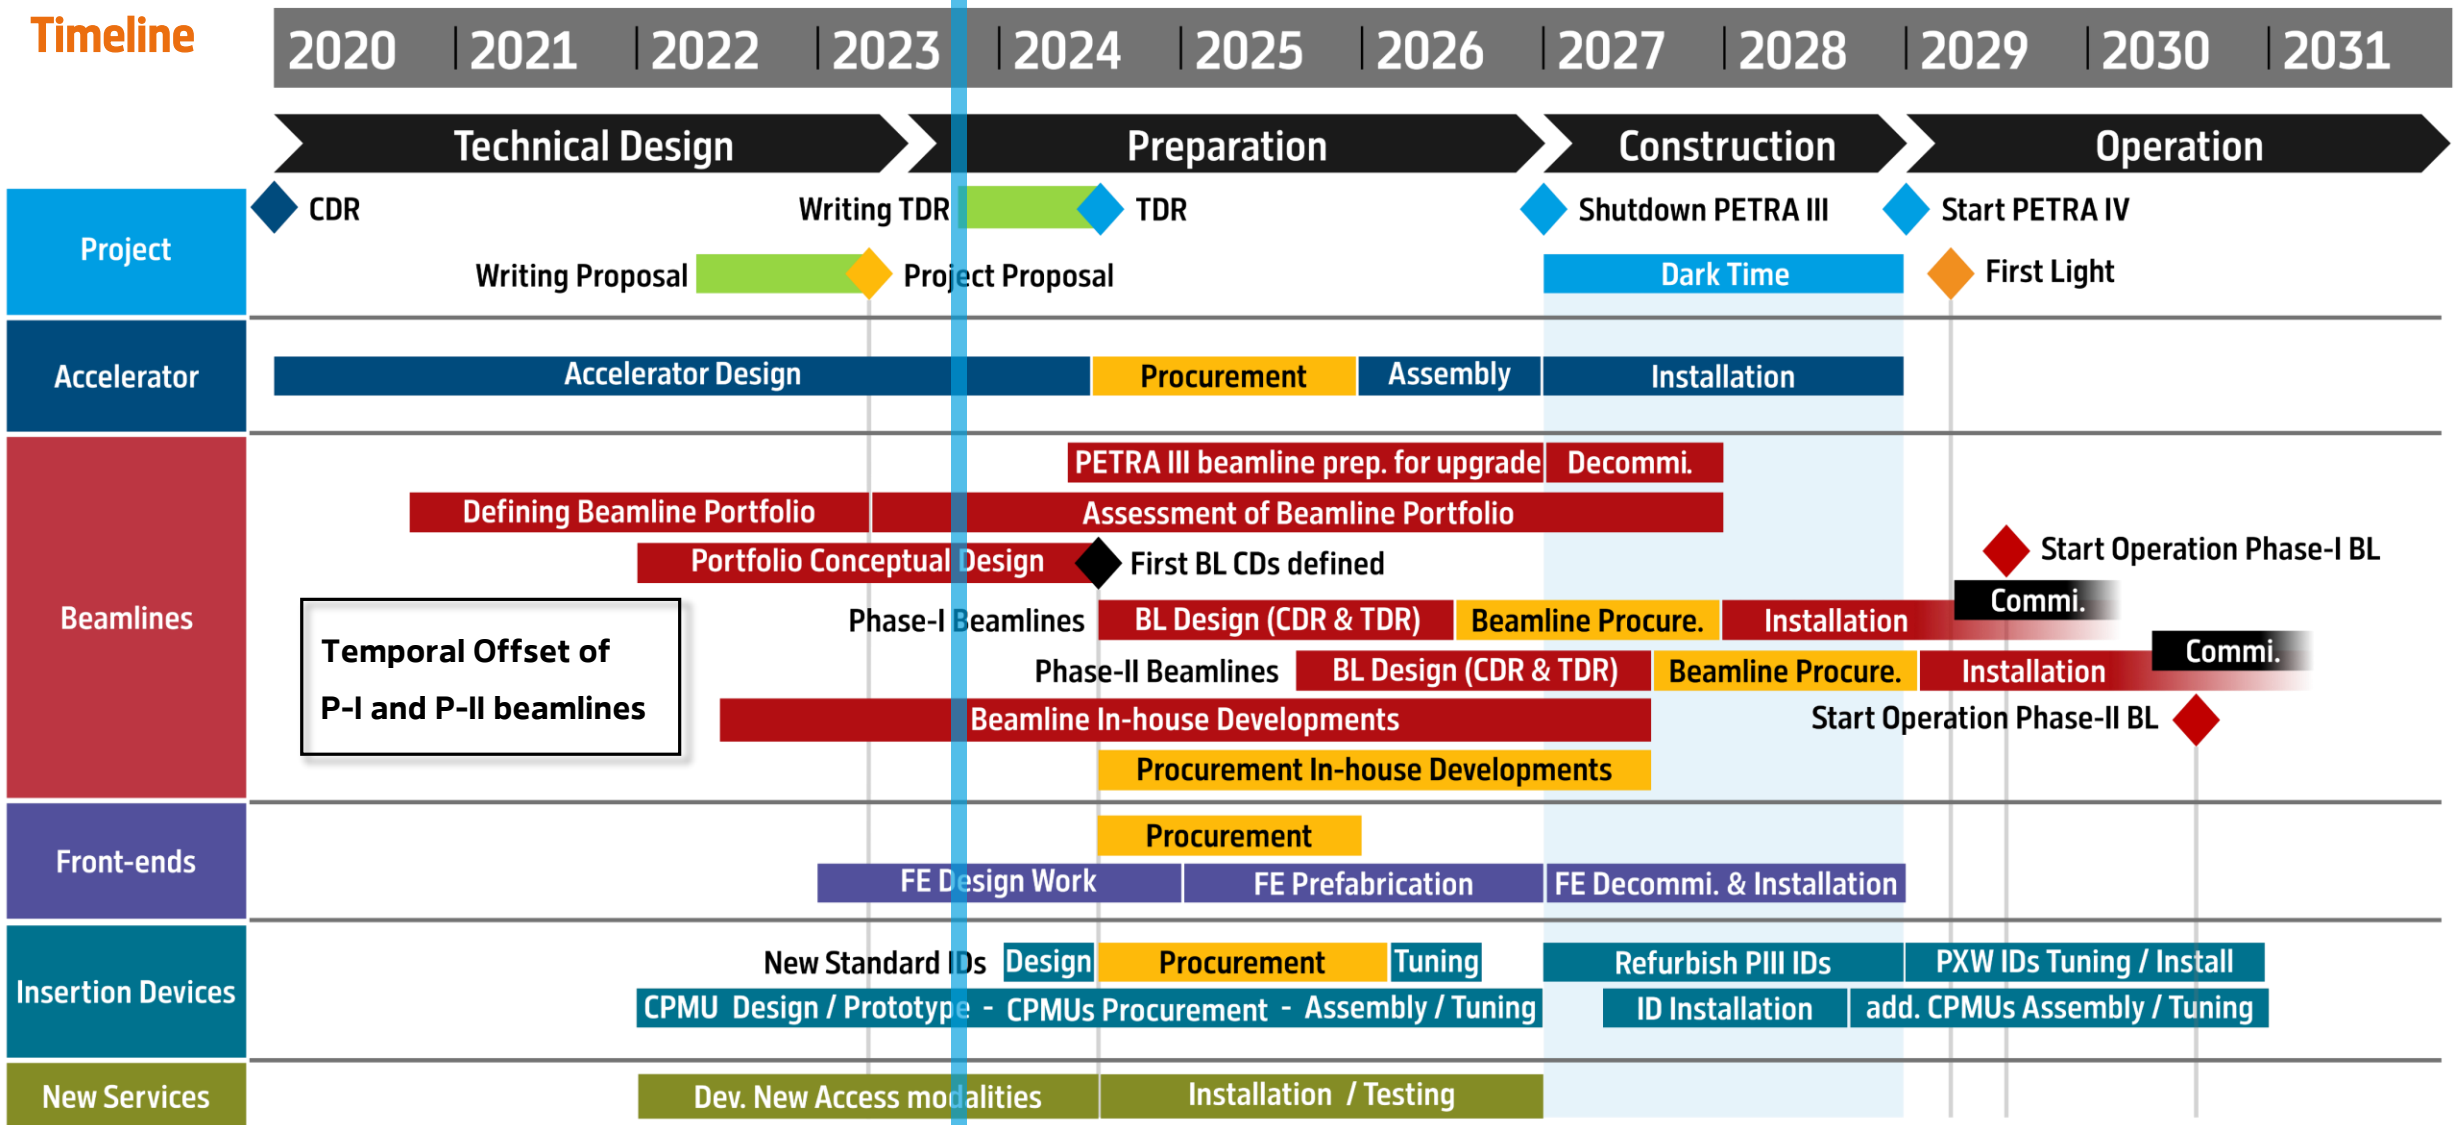 Timeline
2020 2021 2022 2023 2024 2025 2026 2027 2028 2029 2030 2031
Technical Design Preparation Construction Operation
Project
CDR Writing TDR TDR Shutdown PETRA III Start PETRA IV
Writing Proposal Project Proposal Dark Time First Light
Accelerator
Accelerator Design Procurement Assembly Installation
Beamlines
PETRA III beamline prep. for upgrade Decommi.
Defining Beamline Portfolio Assessment of Beamline Portfolio
Portfolio Conceptual Design First BL CDs defined Start Operation Phase-I BL
Phase-I Beamlines BL Design (CDR & TDR) Beamline Procure. Installation Commi.
Phase-II Beamlines BL Design (CDR & TDR) Beamline Procure. Installation Commi.
Temporal Offset of
P-I and P-II beamlines
Beamline In-house Developments Start Operation Phase-II BL
Procurement In-house Developments
Front-ends
Procurement
FE Design Work FE Prefabrication FE Decommi. & Installation
Insertion Devices
New Standard IDs Design Procurement Tuning Refurbish PIII IDs PXW IDs Tuning / Install
CPMU Design / Prototype - CPMUs Procurement - Assembly / Tuning ID Installation add. CPMUs Assembly / Tuning
New Services
Dev. New Access modalities Installation / Testing